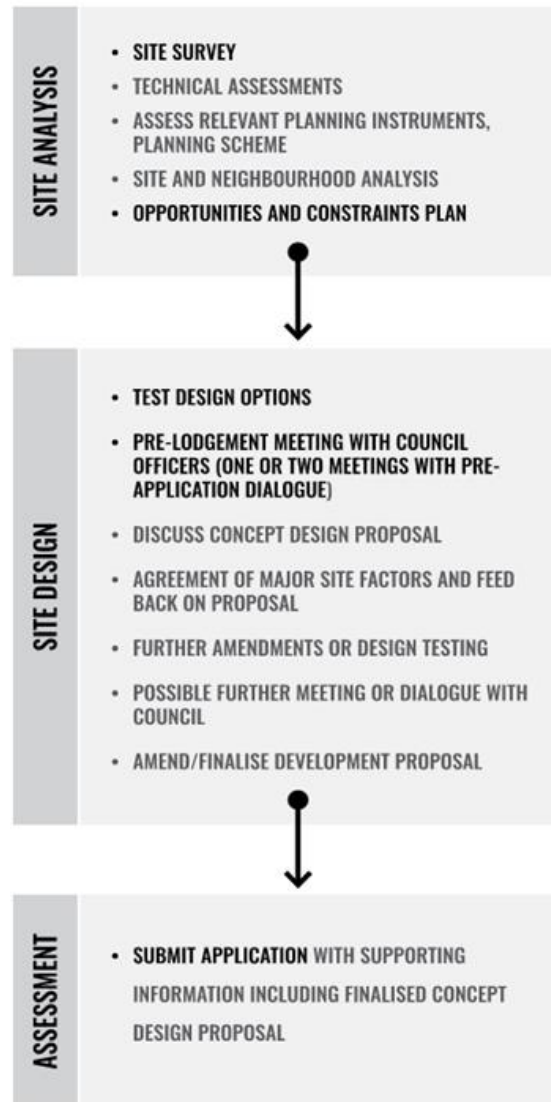 SITE ANALYSIS
• SITE SURVEY
• TECHNICAL ASSESSMENTS
• ASSESS RELEVANT PLANNING INSTRUMENTS,
PLANNING SCHEME
• SITE AND NEIGHBOURHOOD ANALYSIS
• OPPORTUNITIES AND CONSTRAINTS PLAN
SITE DESIGN
• TEST DESIGN OPTIONS
• PRE-LODGEMENT MEETING WITH COUNCIL
OFFICERS (ONE OR TWO MEETINGS WITH PRE-
APPLICATION DIALOGUE)
• DISCUSS CONCEPT DESIGN PROPOSAL
• AGREEMENT OF MAJOR SITE FACTORS AND FEED
BACK ON PROPOSAL
• FURTHER AMENDMENTS OR DESIGN TESTING
• POSSIBLE FURTHER MEETING OR DIALOGUE WITH
COUNCIL
• AMEND/FINALISE DEVELOPMENT PROPOSAL
ASSESSMENT
• SUBMIT APPLICATION WITH SUPPORTING
INFORMATION INCLUDING FINALISED CONCEPT
DESIGN PROPOSAL